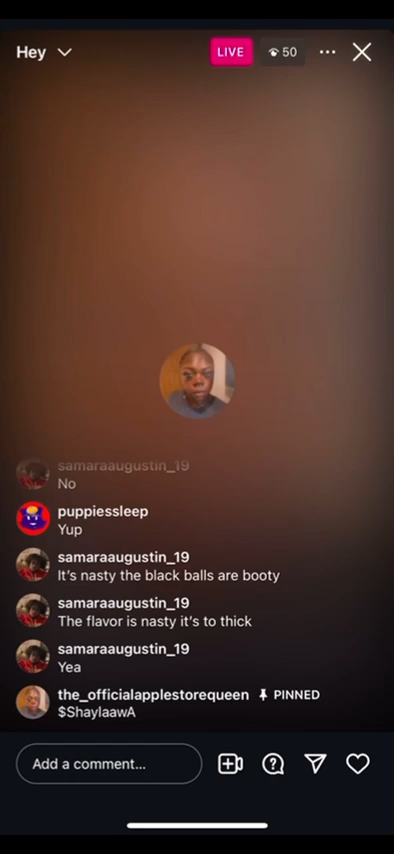 Hey
LIVE
50
samaraaugustin_19
No
puppiessleep
Yup
samaraaugustin_19
It's nasty the black balls are booty
samaraaugustin_19
The flavor is nasty it's to thick
samaraaugustin_19
Yea
the_officialapplestorequeen PINNED
$ShaylaawA
Add a comment...